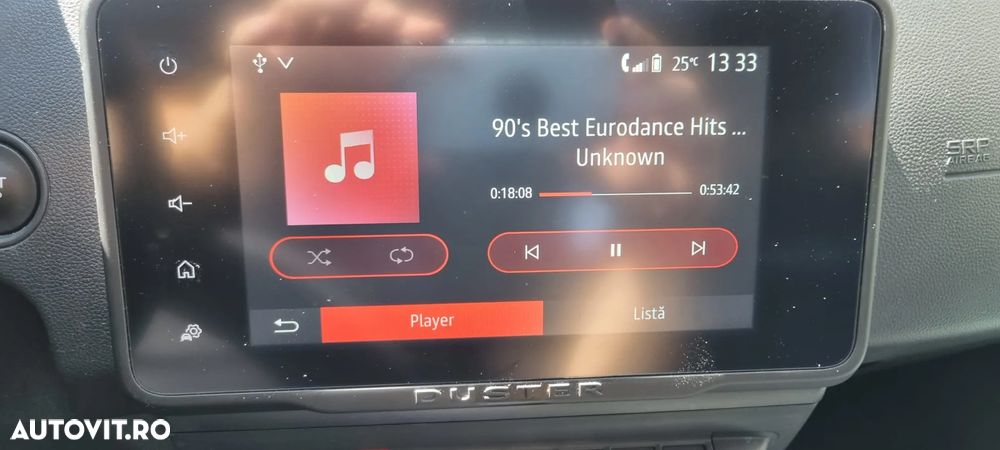 25°C 13 33
90's Best Eurodance Hits ...
Unknown
0:18:08
0:53:42
Player
Listă
SRP
AIRBAG
DUSTER
AUTOVIT.RO